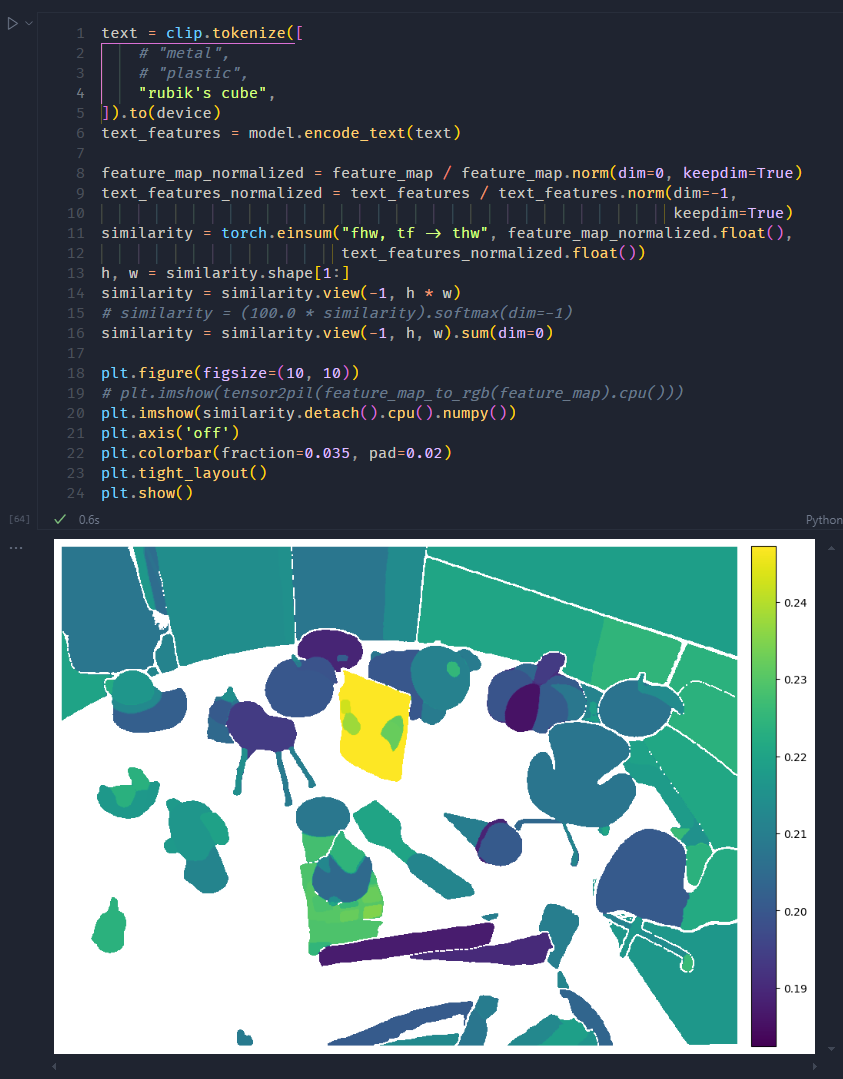 1 text = clip.tokenize([
2 # "metal",
3 # "plastic",
4 "rubik's cube",
5 ]).to(device)
6 text_features = model.encode_text(text)
7
8 feature_map_normalized = feature_map / feature_map.norm(dim=0, keepdim=True)
9 text_features_normalized = text_features / text_features.norm(dim=-1,
10 keepdim=True)
11 similarity = torch.einsum("fhw, tf -> thw", feature_map_normalized.float(),
12 text_features_normalized.float())
13 h, w = similarity.shape[1:]
14 similarity = similarity.view(-1, h * w)
15 # similarity = (100.0 * similarity).softmax(dim=-1)
16 similarity = similarity.view(-1, h, w).sum(dim=0)
17
18 plt.figure(figsize=(10, 10))
19 # plt.imshow(tensor2pil(feature_map_to_rgb(feature_map).cpu()))
20 plt.imshow(similarity.detach().cpu().numpy())
21 plt.axis('off')
22 plt.colorbar(fraction=0.035, pad=0.02)
23 plt.tight_layout()
24 plt.show()
[64] 0.6s Python
0.24
0.23
0.22
0.21
0.20
0.19